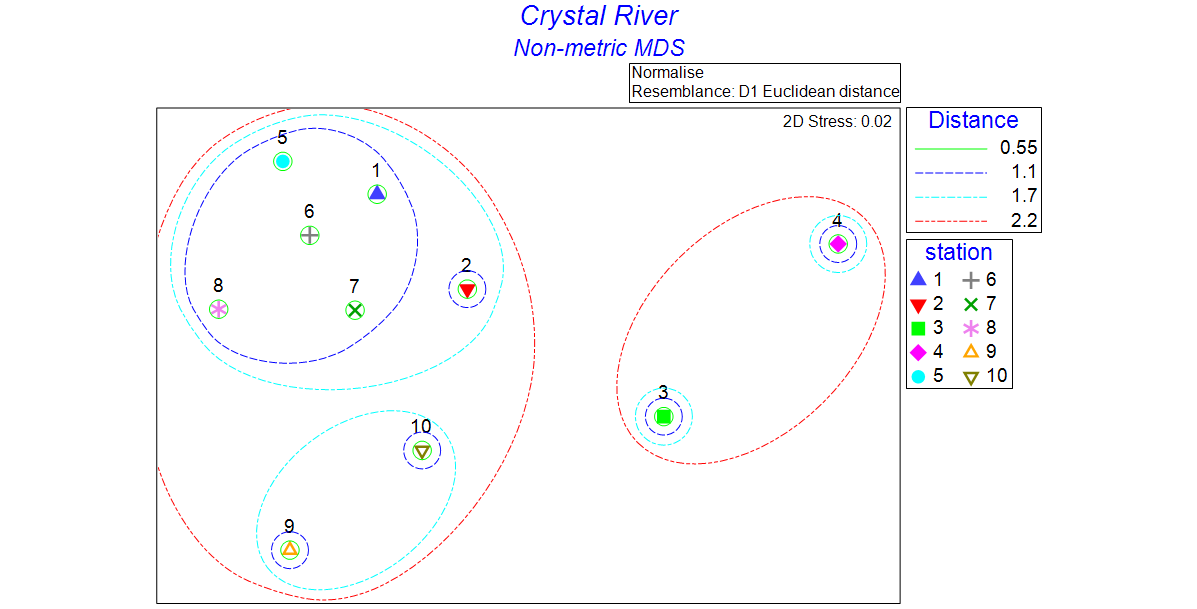 Crystal River
Non-metric MDS
Normalise
Resemblance: D1 Euclidean distance
2D Stress: 0.02
Distance
0.55
1.1
1.7
2.2
station
1 6
2 7
3 8
4 9
5 10
5
1
6
4
2
8
7
3
10
9